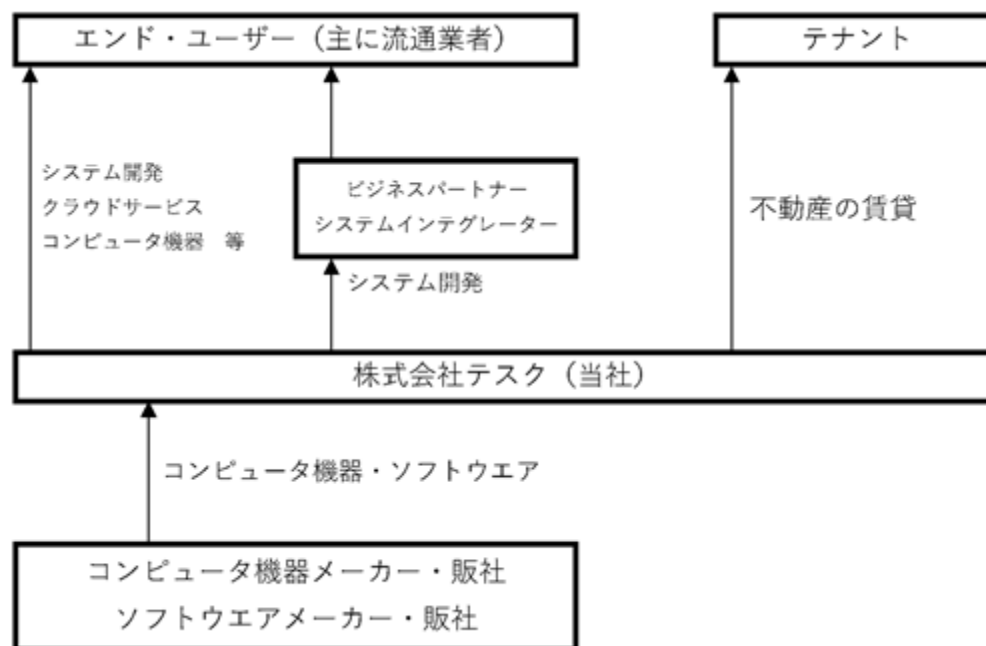 エンド・ユーザー（主に流通業者）
テナント
システム開発
クラウドサービス
コンピュータ機器　等
ビジネスパートナー
システムインテグレーター
不動産の賃貸
システム開発
株式会社テスク（当社）
コンピュータ機器・ソフトウエア
コンピュータ機器メーカー・販社
ソフトウエアメーカー・販社